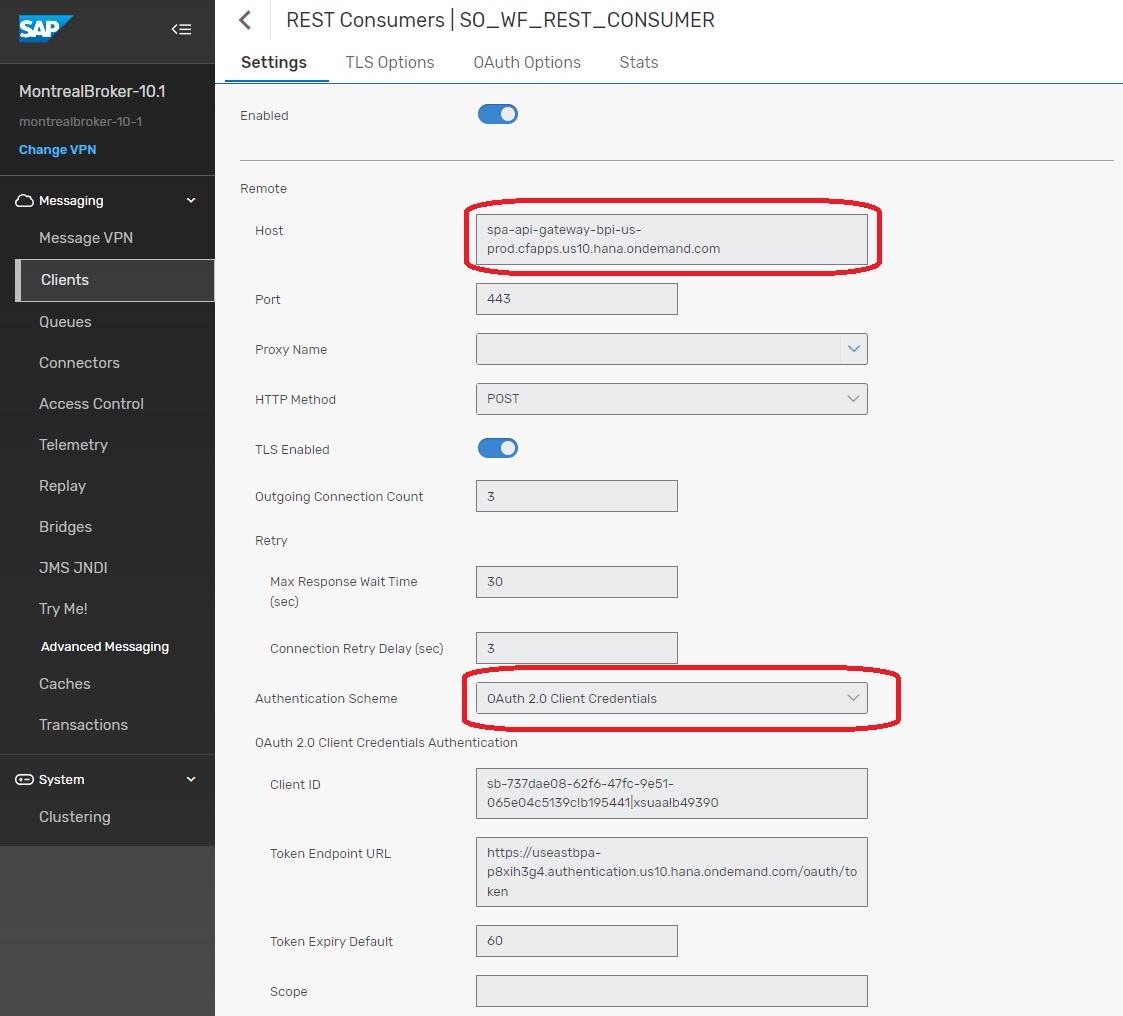 SAP
MontrealBroker-10.1
montrealbroker-10-1
Change VPN
Messaging
Message VPN
Clients
Queues
Connectors
Access Control
Telemetry
Replay
Bridges
JMS JNDI
Try Me!
Advanced Messaging
Caches
Transactions
System
Clustering
REST Consumers | SO_WF_REST_CONSUMER
Settings
TLS Options
OAuth Options
Stats
Enabled
Remote
Host
spa-api-gateway-bpi-us-
prod.cfapps.us10.hana.ondemand.com
Port
443
Proxy Name
HTTP Method
POST
TLS Enabled
Outgoing Connection Count
3
Retry
Max Response Wait Time
(sec)
30
Connection Retry Delay (sec)
3
Authentication Scheme
OAuth 2.0 Client Credentials
OAuth 2.0 Client Credentials Authentication
Client ID
sb-737dae08-62f6-47fc-9e51-
065e04c5139c!b195441|xsuaa!b49390
Token Endpoint URL
https://useastbpa-
p8xih3g4.authentication.us10.hana.ondemand.com/oauth/to
ken
Token Expiry Default
60
Scope